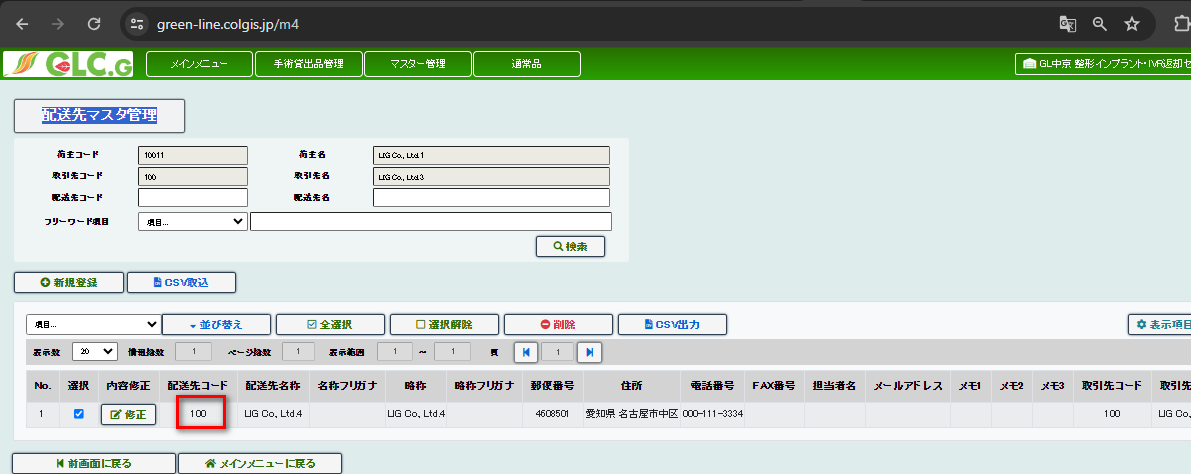 green-line.colgis.jp/m4
GLC.G メインメニュー 手術貸出品管理 マスター管理 通常品 GL中京 整形インプラント・IVR返却セ
配送先マスタ管理
荷主コード 10011 荷主名 LIG Co., Ltd.1
取引先コード 100 取引先名 LIG Co., Ltd.3
配送先コード 配送先名
フリーワード項目 項目...
検索
新規登録 CSV取込
項目... 並び替え 全選択 選択解除 削除 CSV出力 表示項目
表示数 20 情報総数 1 ページ総数 1 表示範囲 1 ~ 1 頁 1
No. 選択 内容修正 配送先コード 配送先名称 名称フリガナ 略称 略称フリガナ 郵便番号 住所 電話番号 FAX番号 担当者名 メールアドレス メモ1 メモ2 メモ3 取引先コード 取引先
1 修正 100 LIG Co., Ltd.4 LIG Co., Ltd.4 4608501 愛知県 名古屋市中区 000-111-3334 100 LIG Co.
前画面に戻る メインメニューに戻る